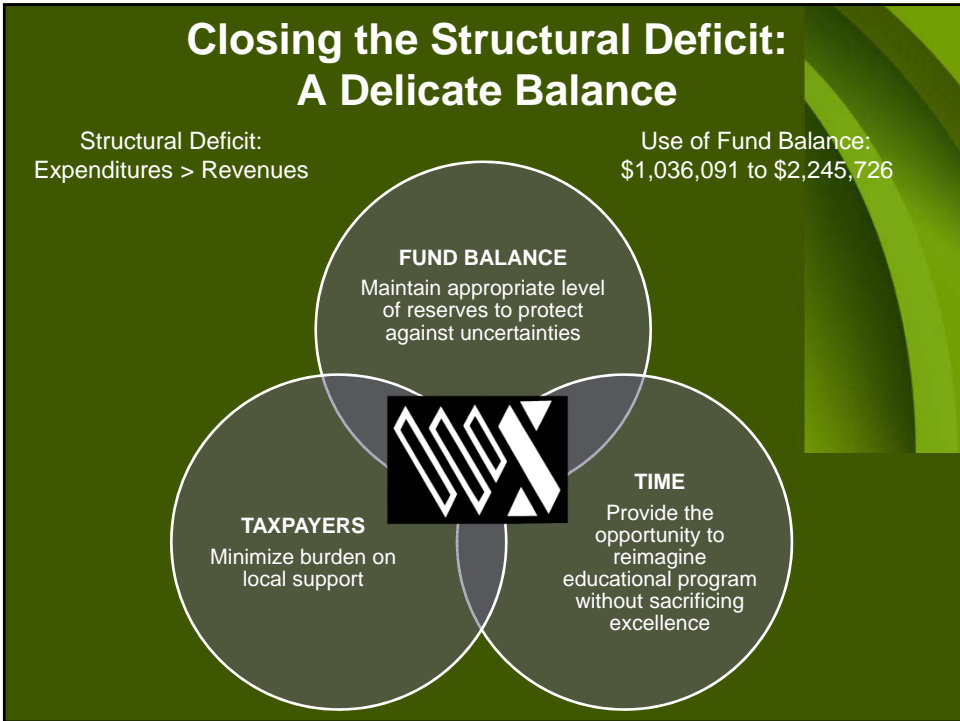 Closing the Structural Deficit:
A Delicate Balance
Structural Deficit:
Expenditures > Revenues
Use of Fund Balance:
$1,036,091 to $2,245,726
FUND BALANCE
Maintain appropriate level
of reserves to protect
against uncertainties
TAXPAYERS
Minimize burden on
local support
TIME
Provide the
opportunity to
reimagine
educational program
without sacrificing
excellence